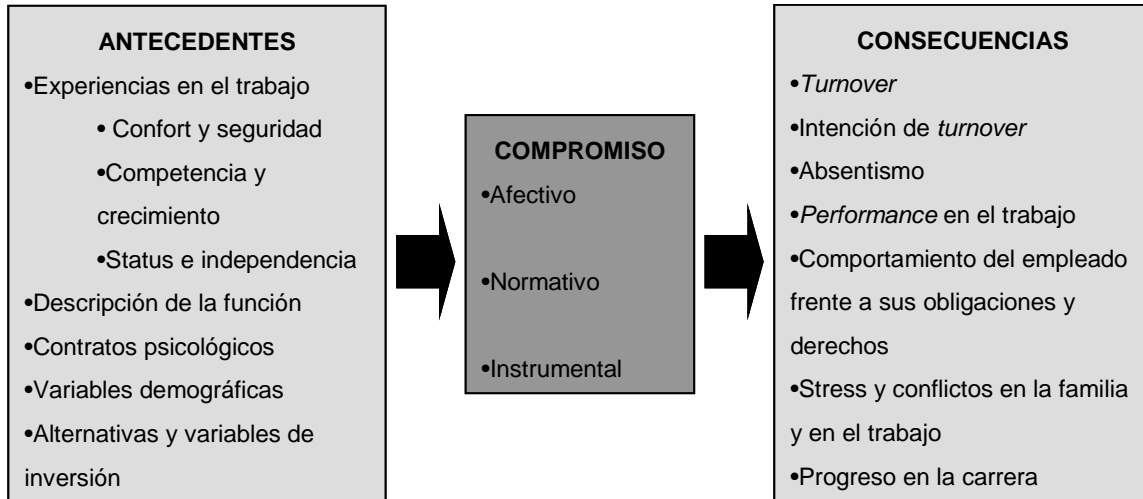 ANTECEDENTES
•Experiencias en el trabajo
• Confort y seguridad
•Competencia y
crecimiento
•Status e independencia
•Descripción de la función
•Contratos psicológicos
•Variables demográficas
•Alternativas y variables de
inversión
COMPROMISO
•Afectivo
•Normativo
•Instrumental
CONSECUENCIAS
•Turnover
•Intención de turnover
•Absentismo
•Performance en el trabajo
•Comportamiento del empleado
frente a sus obligaciones y
derechos
•Stress y conflictos en la familia
y en el trabajo
•Progreso en la carrera